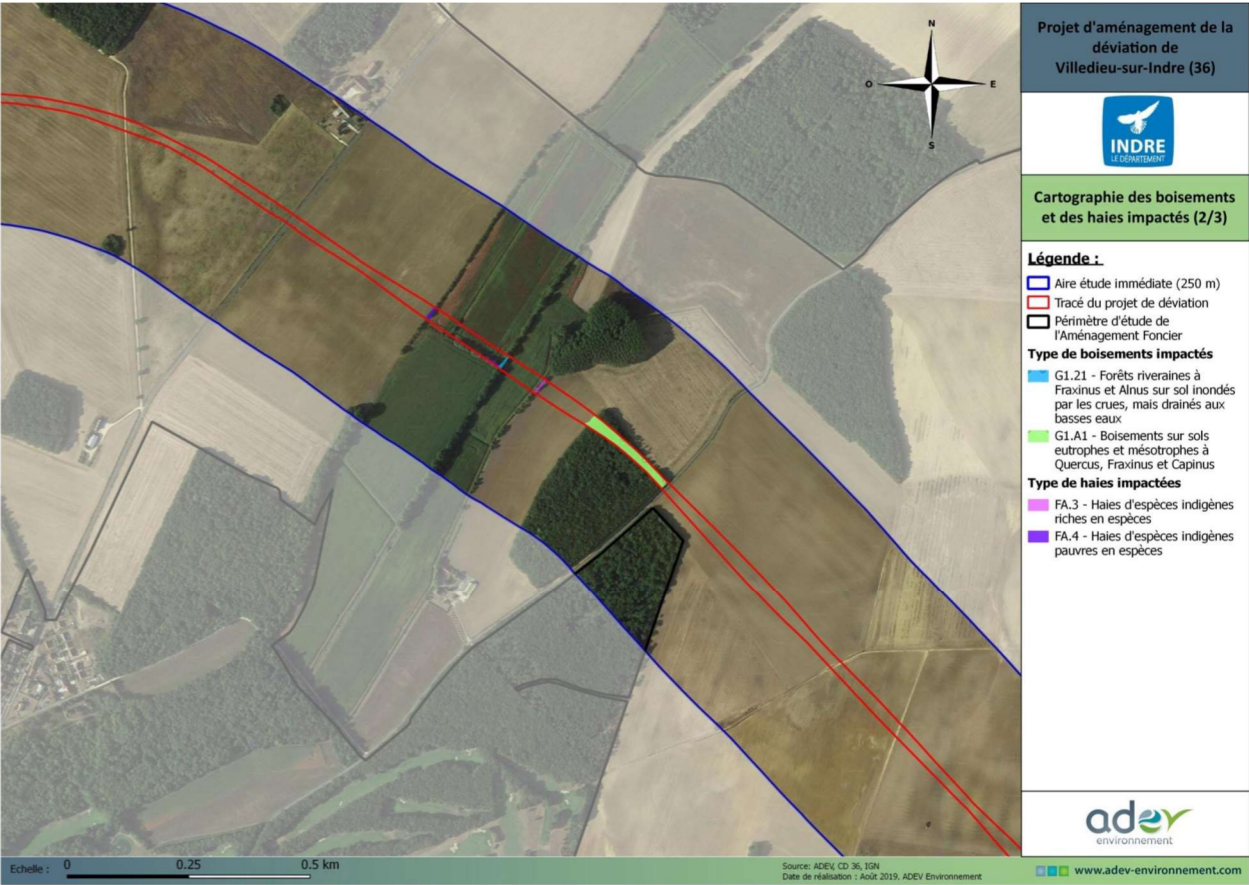 Projet d'aménagement de la
déviation de
Villedieu-sur-Indre (36)
INDRE
LE DÉPARTEMENT
Cartographie des boisements
et des haies impactés (2/3)
Légende :
Aire étude immédiate (250 m)
Tracé du projet de déviation
Périmètre d'étude de
l'Aménagement Foncier
Type de boisements impactés
G1.21 - Forêts riveraines à
Fraxinus et Alnus sur sol inondés
par les crues, mais drainés aux
basses eaux
G1.A1 - Boisements sur sols
eutrophes et mésotrophes à
Quercus, Fraxinus et Capinus
Type de haies impactées
FA.3 - Haies d'espèces indigènes
riches en espèces
FA.4 - Haies d'espèces indigènes
pauvres en espèces
N
O
E
S
adev
environnement
Echelle :
0 0.25 0.5 km
Source: ADEV, CD 36, IGN
Date de réalisation : Août 2019, ADEV Environnement
www.adev-environnement.com